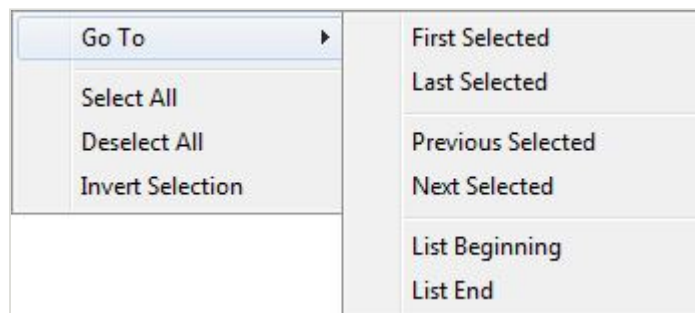 Go To
Select All
Deselect All
Invert Selection
First Selected
Last Selected
Previous Selected
Next Selected
List Beginning
List End